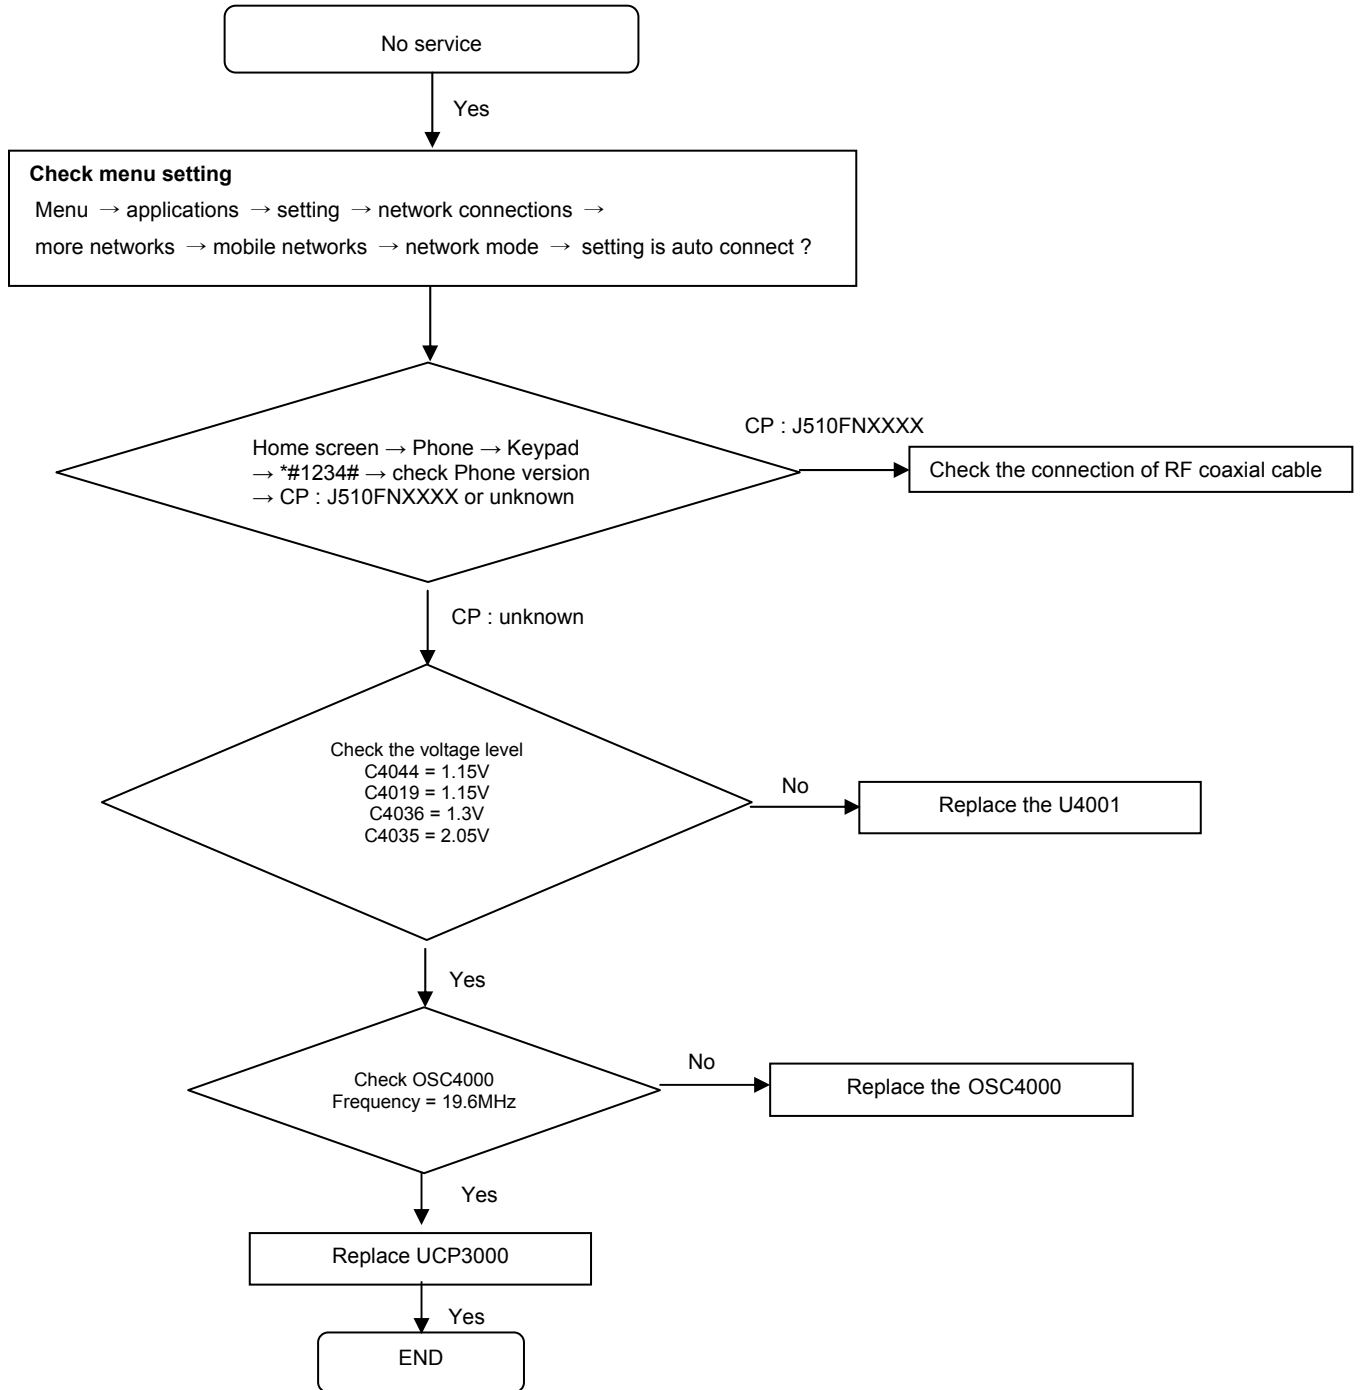 No service
Yes
Check menu setting
Menu → applications → setting → network connections →
more networks → mobile networks → network mode → setting is auto connect ?
CP : J510FNXXXX
Home screen → Phone → Keypad
→ *#1234# → check Phone version
→ CP : J510FNXXXX or unknown
Check the connection of RF coaxial cable
CP : unknown
Check the voltage level
C4044 = 1.15V
C4019 = 1.15V
C4036 = 1.3V
C4035 = 2.05V
No
Replace the U4001
Yes
Check OSC4000
Frequency = 19.6MHz
No
Replace the OSC4000
Yes
Replace UCP3000
Yes
END